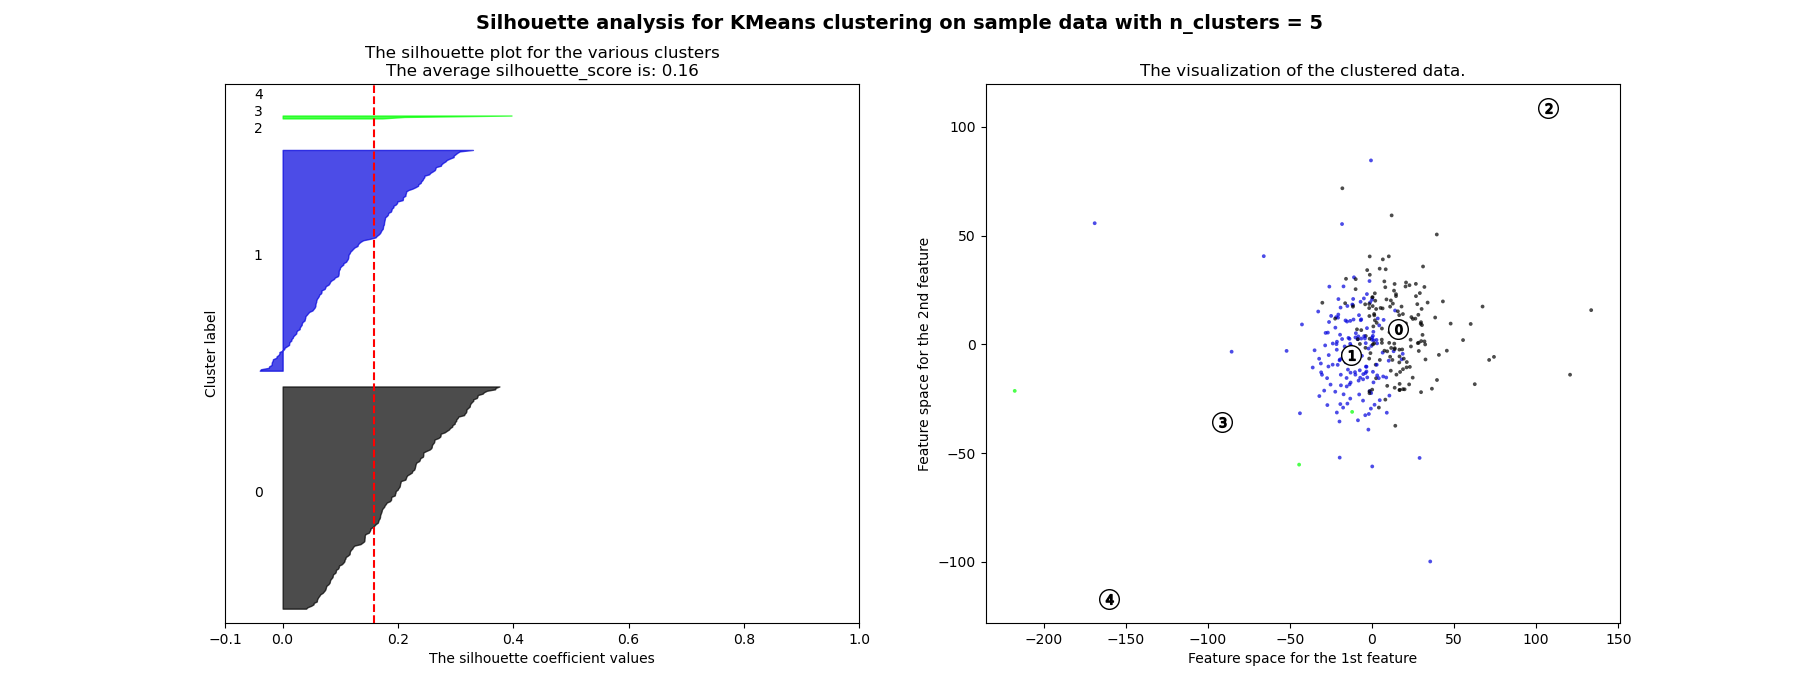 Silhouette analysis for KMeans clustering on sample data with n_clusters = 5
The silhouette plot for the various clusters
The average silhouette_score is: 0.16
4
3
2
1
0
Cluster label
−0.1 0.0 0.2 0.4 0.6 0.8 1.0
The silhouette coefficient values
The visualization of the clustered data.
100
50
0
−50
−100
Feature space for the 2nd feature
2
0
1
3
4
−200 −150 −100 −50 0 50 100 150
Feature space for the 1st feature